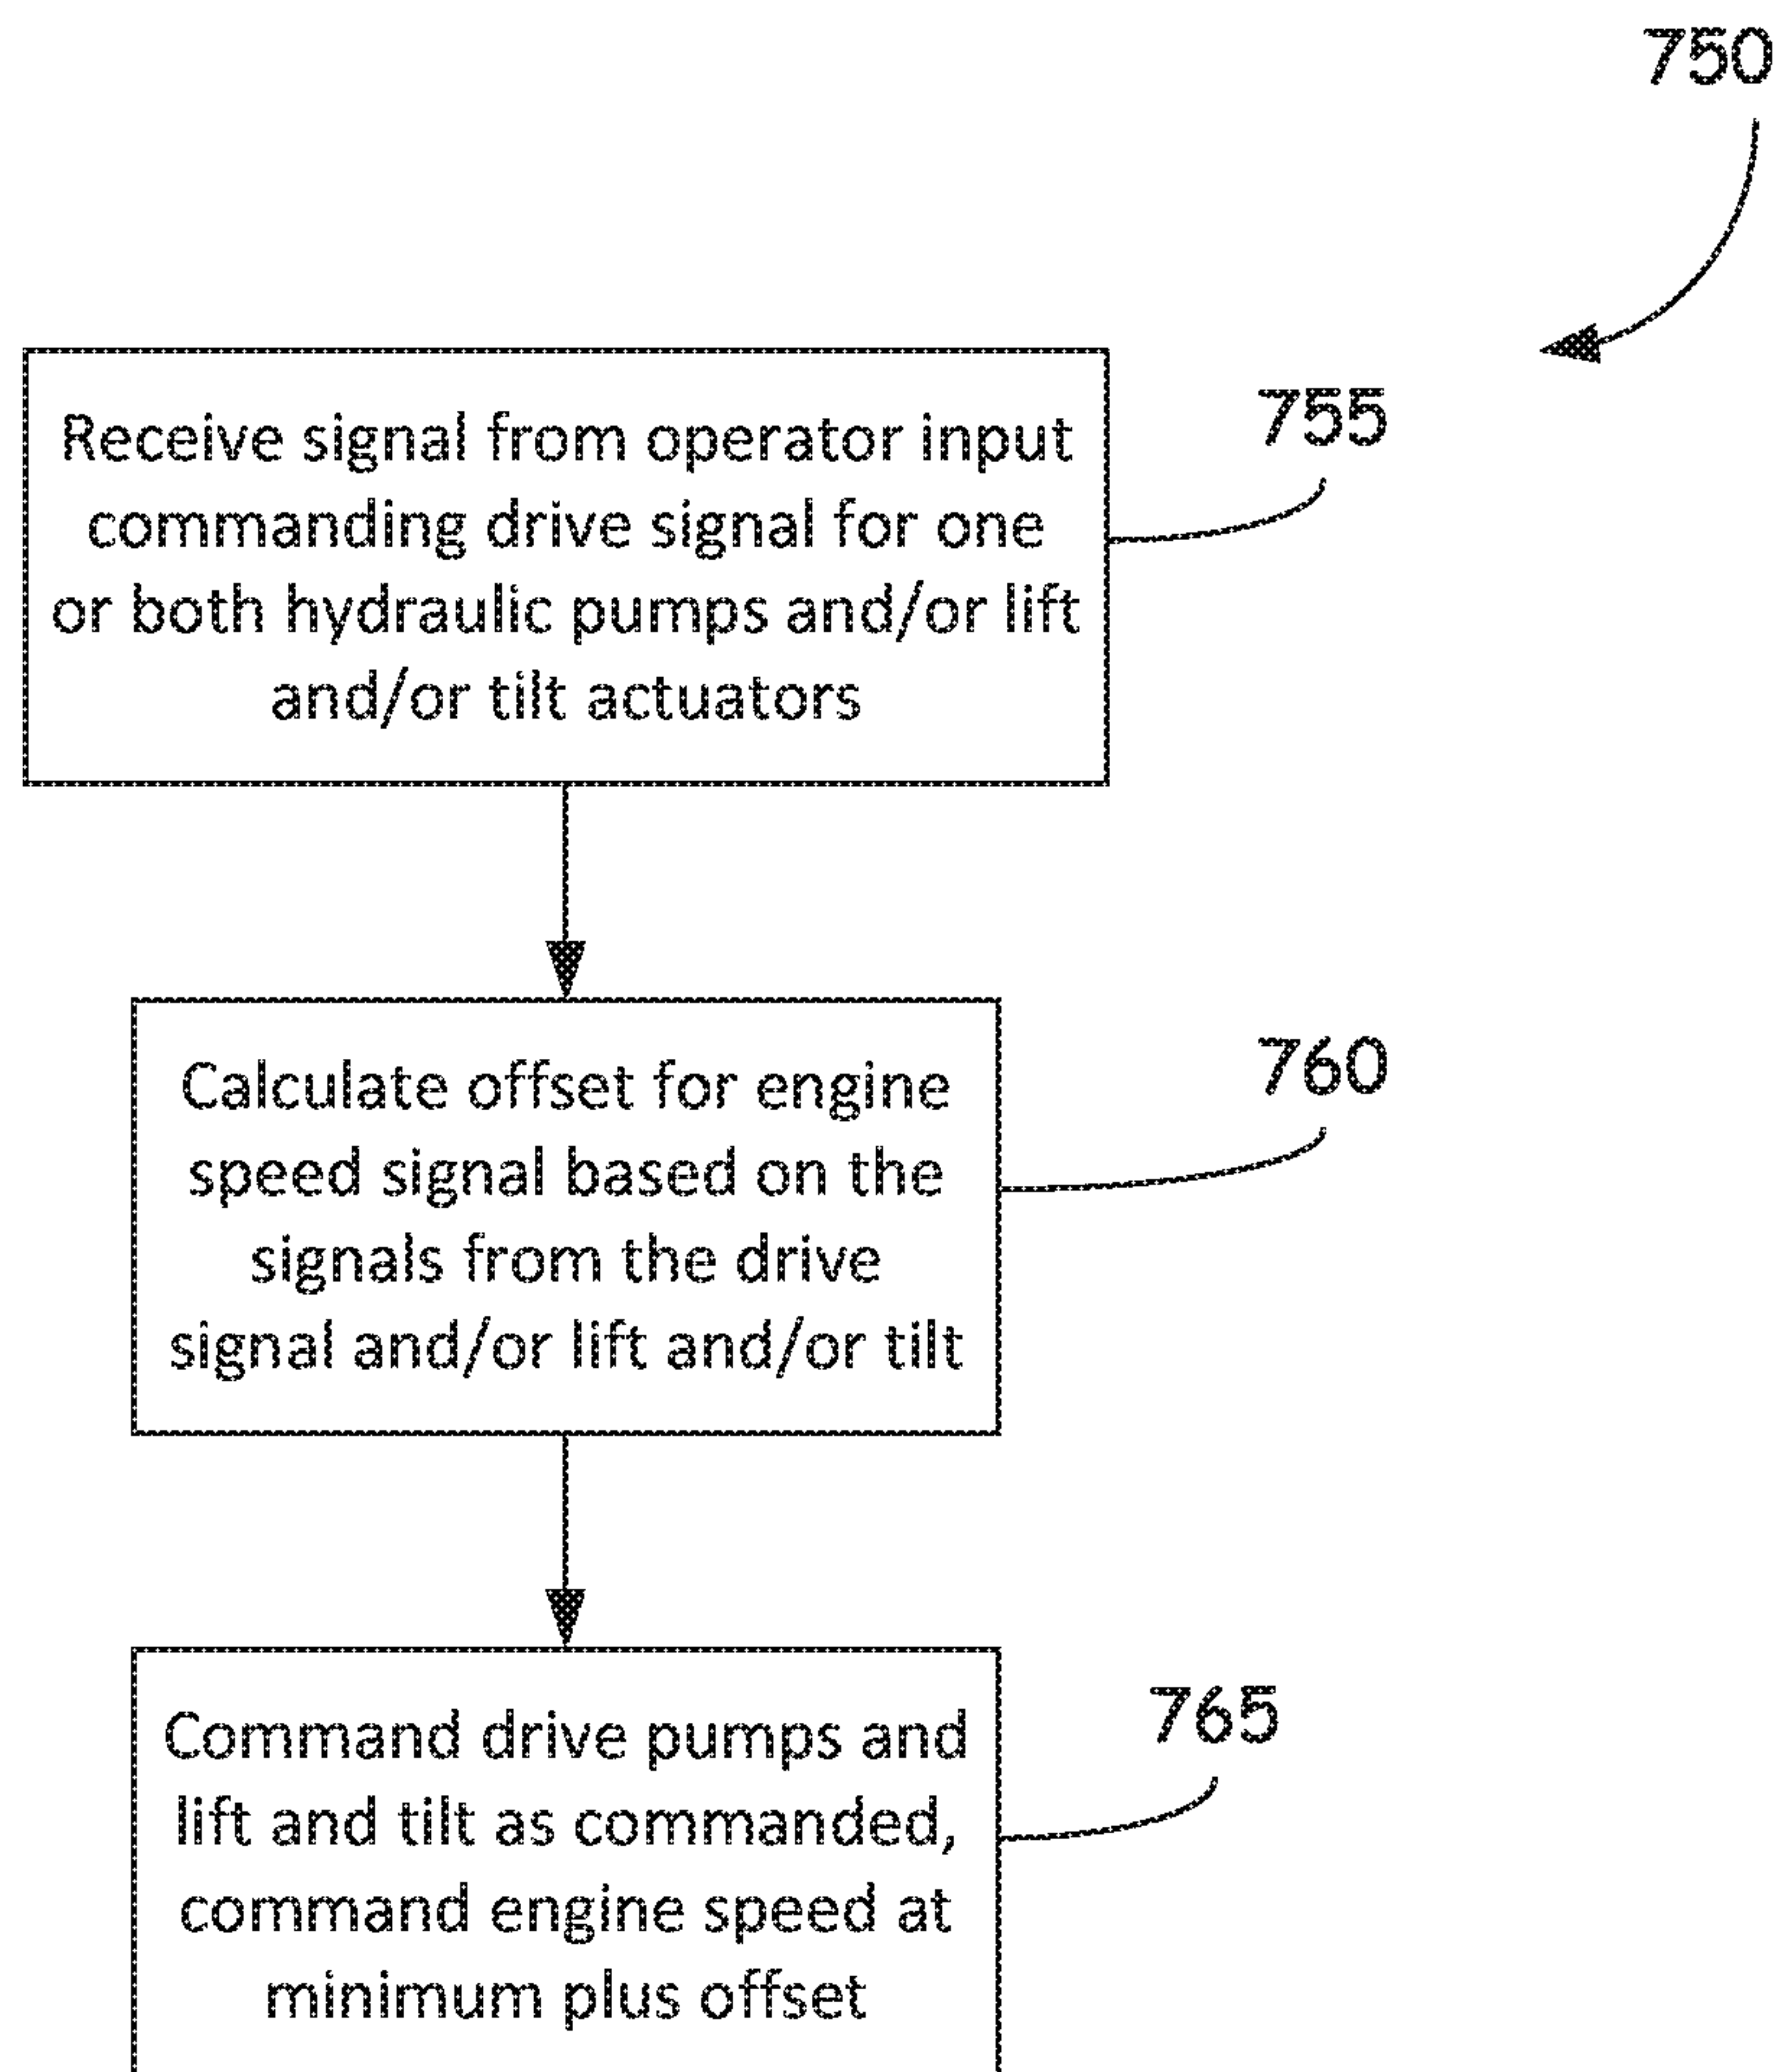 750
Receive signal from operator input
commanding drive signal for one
or both hydraulic pumps and/or lift
and/or tilt actuators
755
Calculate offset for engine
speed signal based on the
signals from the drive
signal and/or lift and/or tilt
760
Command drive pumps and
lift and tilt as commanded,
command engine speed at
minimum plus offset
765